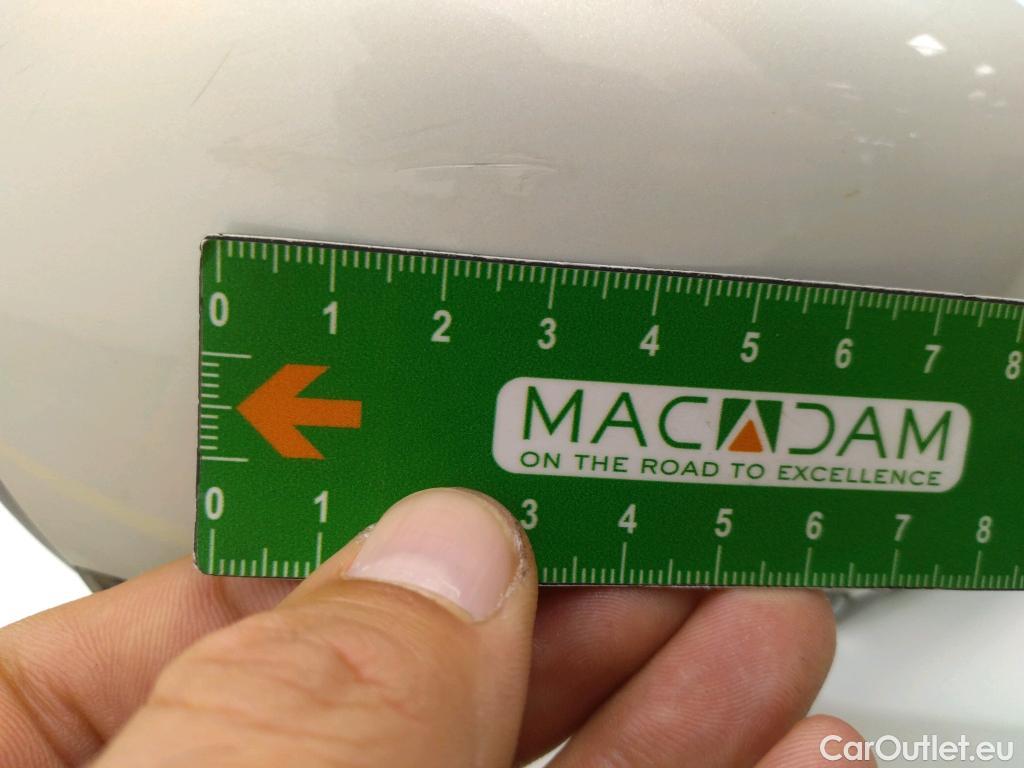 0 1 2 3 4 5 6 7 8
MACADAM
ON THE ROAD TO EXCELLENCE
0 1 3 4 5 6 7 8
CarOutlet.eu